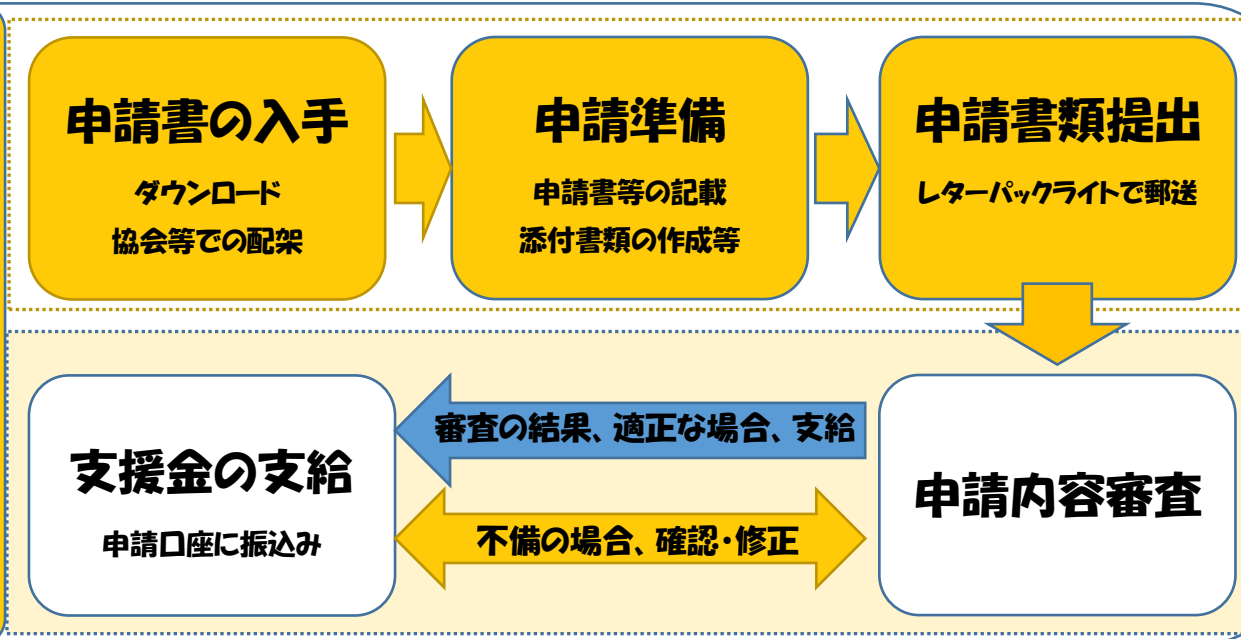 申請書の入手
ダウンロード
協会等での配架
申請準備
申請書等の記載
添付書類の作成等
申請書類提出
レターパックライトで郵送
支援金の支給
申請口座に振込み
審査の結果、適正な場合、支給
不備の場合、確認・修正
申請内容審査